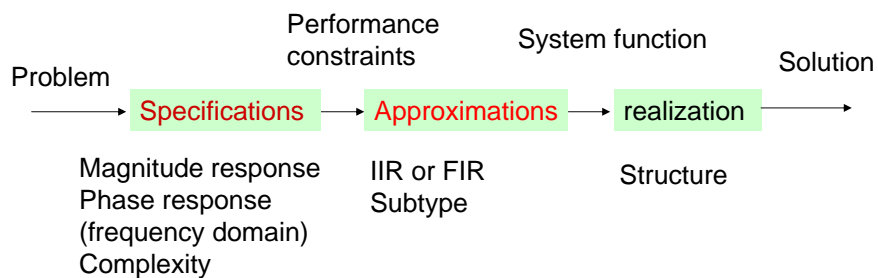 Performance
constraints
System function
Problem
Solution
Specifications
Approximations
realization
Magnitude response
Phase response
(frequency domain)
Complexity
IIR or FIR
Subtype
Structure